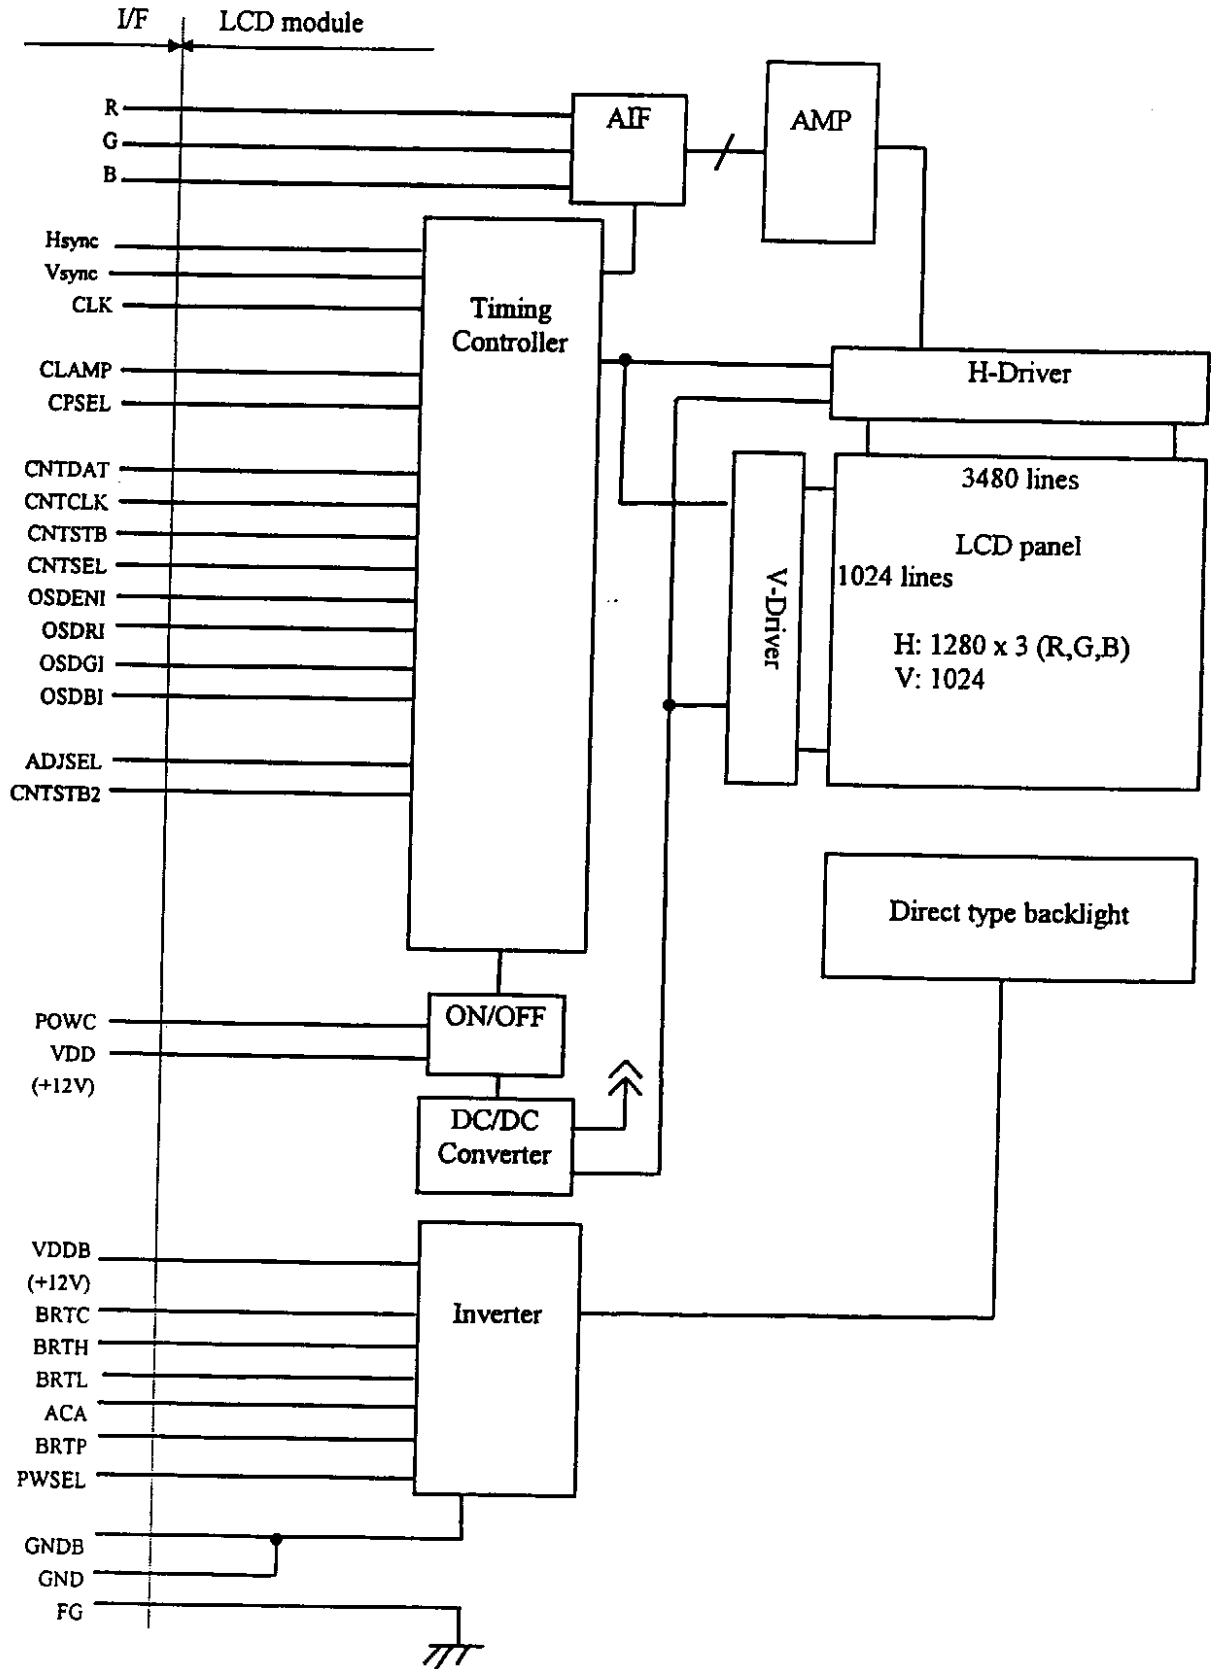 I/F
LCD module
R
G
B
AIF
AMP
Hsync
Vsync
CLK
CLAMP
CPSEL
CNTDAT
CNTCLK
CNTSTB
CNTSEL
OSDENI
OSDRI
OSDGI
OSDBI
ADJSEL
CNTSTB2
Timing
Controller
H-Driver
V-Driver
3480 lines
LCD panel
1024 lines
H: 1280 x 3 (R,G,B)
V: 1024
Direct type backlight
POWC
VDD
(+12V)
ON/OFF
DC/DC
Converter
VDDB
(+12V)
BRTC
BRTH
BRTL
ACA
BRTP
PWSEL
Inverter
GNDB
GND
FG